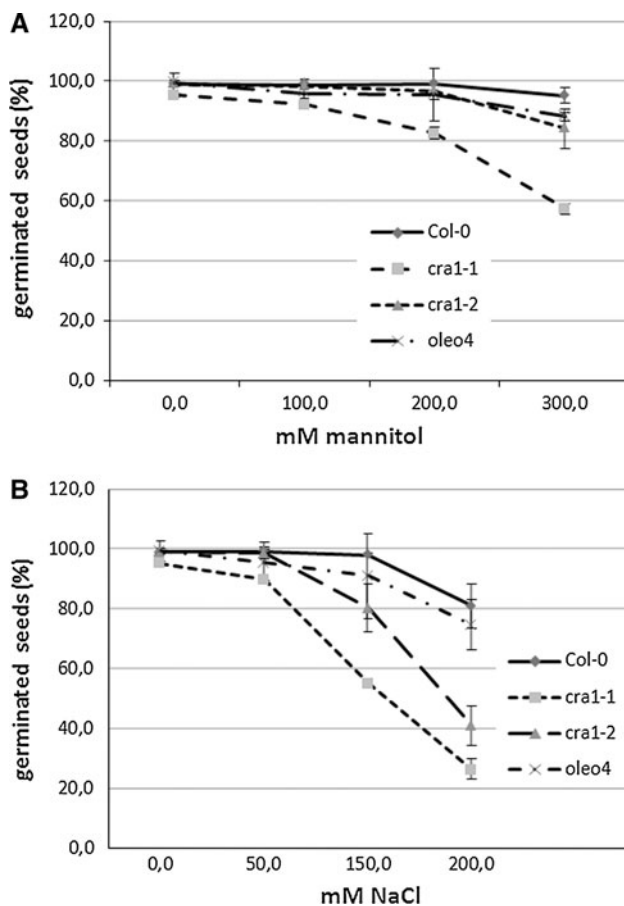 A
120,0
100,0
80,0
60,0
40,0
20,0
0,0
germinated seeds (%)
Col-0
cra1-1
cra1-2
oleo4
0,0 100,0 200,0 300,0
mM mannitol
B
120,0
100,0
80,0
60,0
40,0
20,0
0,0
germinated seeds (%)
Col-0
cra1-1
cra1-2
oleo4
0,0 50,0 150,0 200,0
mM NaCl